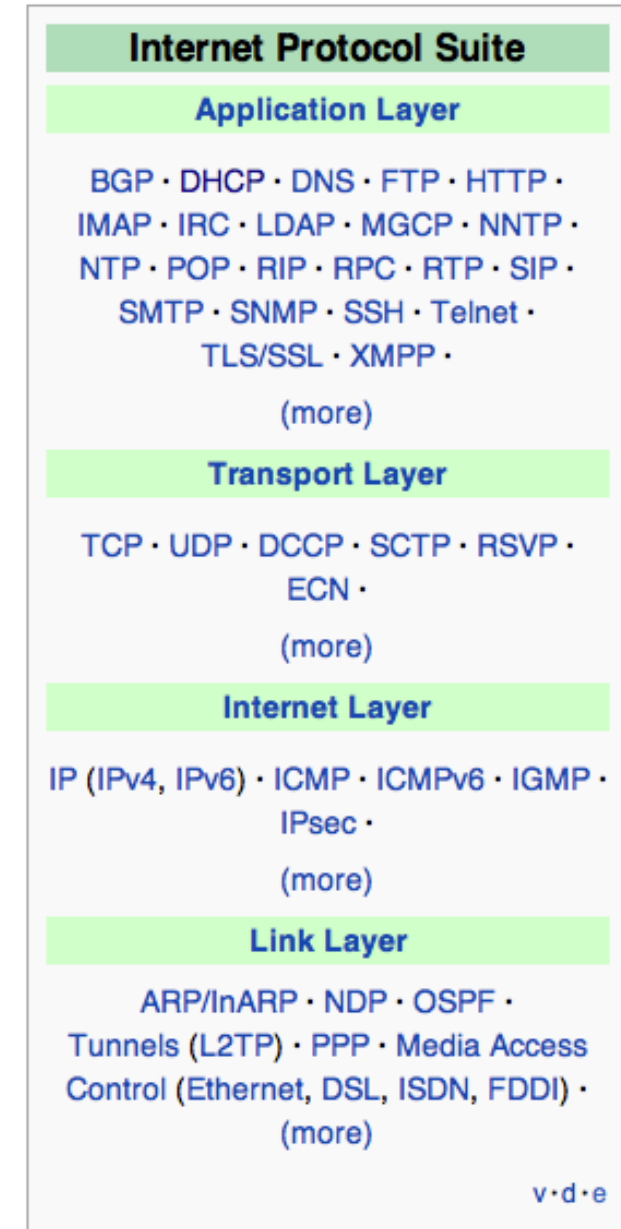 Internet Protocol Suite
Application Layer
BGP · DHCP · DNS · FTP · HTTP ·
IMAP · IRC · LDAP · MGCP · NNTP ·
NTP · POP · RIP · RPC · RTP · SIP ·
SMTP · SNMP · SSH · Telnet ·
TLS/SSL · XMPP ·
(more)
Transport Layer
TCP · UDP · DCCP · SCTP · RSVP ·
ECN ·
(more)
Internet Layer
IP (IPv4, IPv6) · ICMP · ICMPv6 · IGMP ·
IPsec ·
(more)
Link Layer
ARP/InARP · NDP · OSPF ·
Tunnels (L2TP) · PPP · Media Access
Control (Ethernet, DSL, ISDN, FDDI) ·
(more)
v·d·e